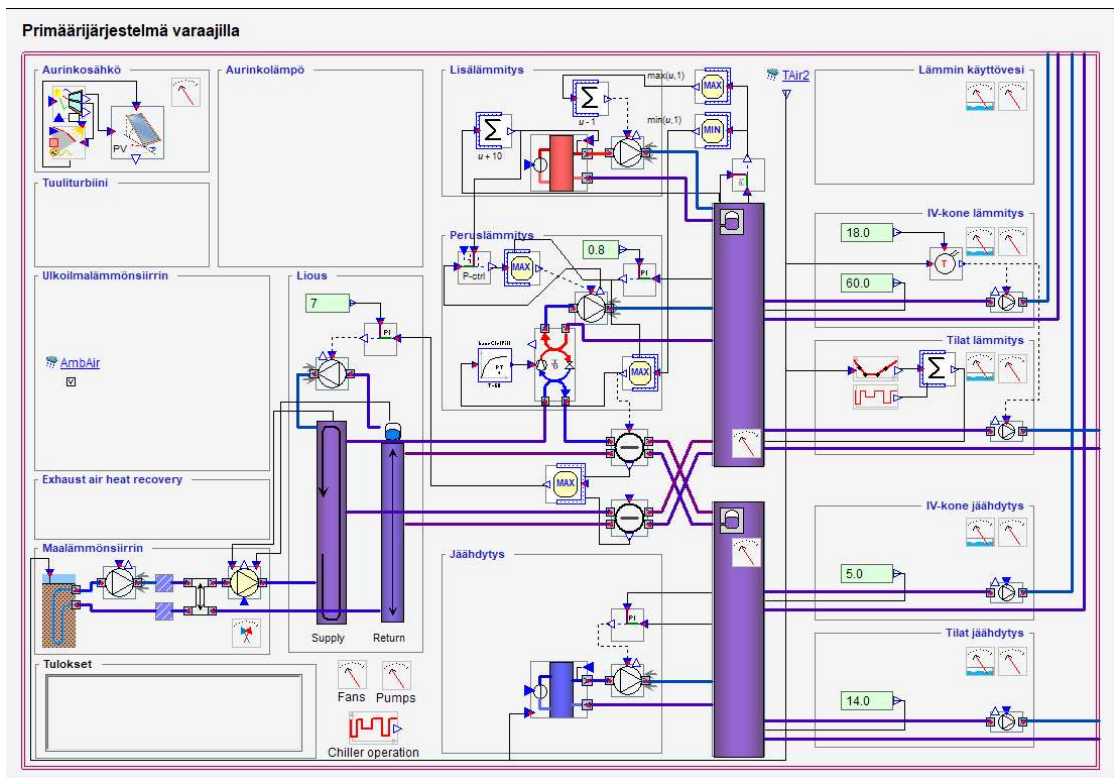 Primäärijärjestelmä varaajilla
Aurinkosähkö
PV
Aurinkolämpö
Tuuliturbiini
Ulkoilmalämmönsiirrin
AmbAir
Exhaust air heat recovery
Maalämmönsiirrin
Tulokset
Lious
7
PI
Supply
Return
Fans
Pumps
Chiller operation
Lisälämmitys
max(u,1)
MAX
Σ
u - 1
min(u,1)
MIN
Σ
u + 10
Peruslämmitys
0.8
PI
P-ctrl
MAX
MAX
MAX
Jäähdytys
PI
TAir2
Lämmin käyttövesi
IV-kone lämmitys
18.0
T
60.0
Tilat lämmitys
Σ
IV-kone jäähdytys
5.0
Tilat jäähdytys
14.0